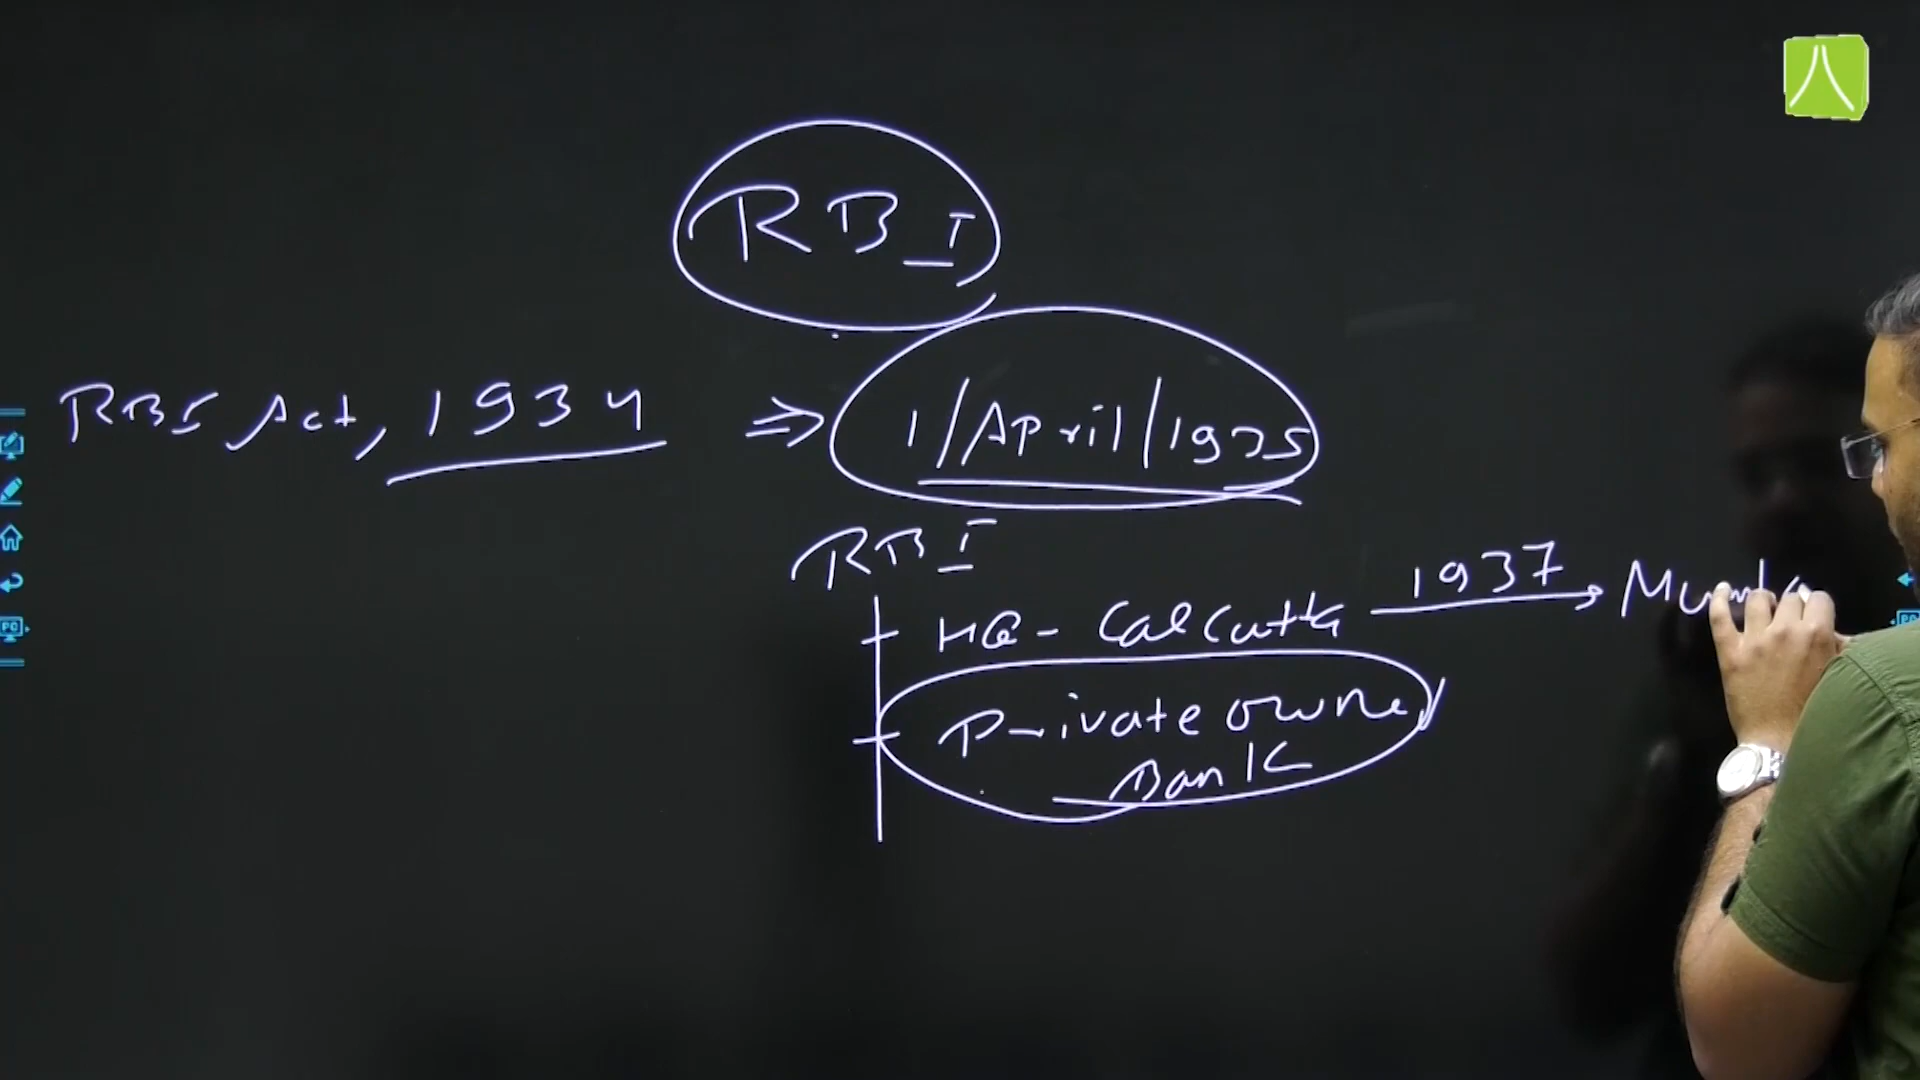 RBI
RBI Act, 1934 ⇒ 1/April/1935
RBI
1937
HQ - Calcutta →
Private owned
Bank